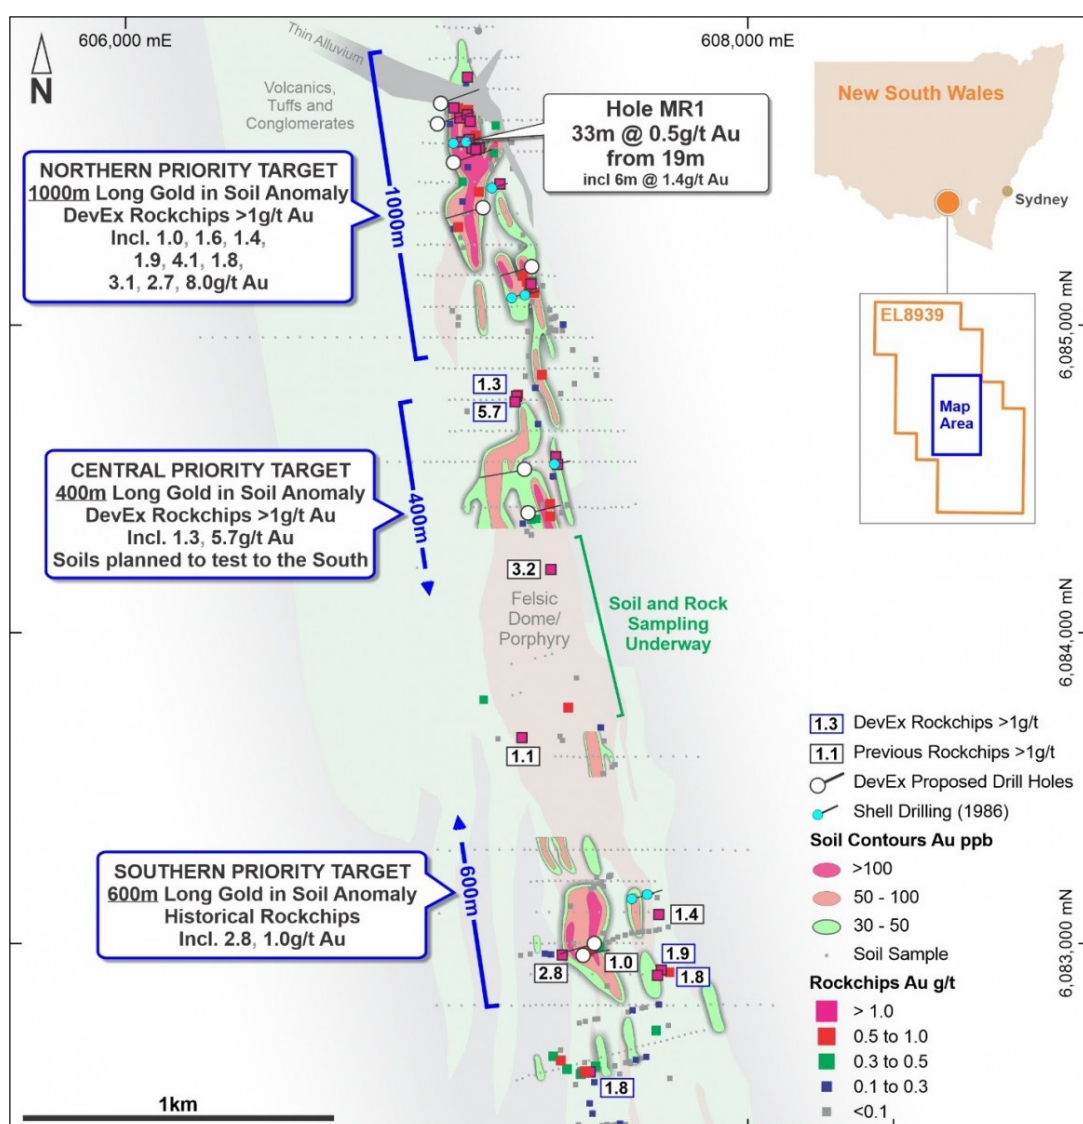 606,000 mE
608,000 mE
N
Thin Alluvium
Volcanics,
Tuffs and
Conglomerates
Hole MR1
33m @ 0.5g/t Au
from 19m
incl 6m @ 1.4g/t Au
New South Wales
Sydney
NORTHERN PRIORITY TARGET
1000m Long Gold in Soil Anomaly
DevEx Rockchips >1g/t Au
Incl. 1.0, 1.6, 1.4,
1.9, 4.1, 1.8,
3.1, 2.7, 8.0g/t Au
1000m
EL8939
Map
Area
6,085,000 mN
1.3
5.7
CENTRAL PRIORITY TARGET
400m Long Gold in Soil Anomaly
DevEx Rockchips >1g/t Au
Incl. 1.3, 5.7g/t Au
Soils planned to test to the South
400m
3.2
Felsic
Dome/
Porphyry
Soil and Rock
Sampling
Underway
6,084,000 mN
1.1
SOUTHERN PRIORITY TARGET
600m Long Gold in Soil Anomaly
Historical Rockchips
Incl. 2.8, 1.0g/t Au
600m
1.4
1.9
1.8
1.0
2.8
1.8
6,083,000 mN
1.3 DevEx Rockchips >1g/t
1.1 Previous Rockchips >1g/t
DevEx Proposed Drill Holes
Shell Drilling (1986)
Soil Contours Au ppb
>100
50 - 100
30 - 50
Soil Sample
Rockchips Au g/t
> 1.0
0.5 to 1.0
0.3 to 0.5
0.1 to 0.3
<0.1
1km